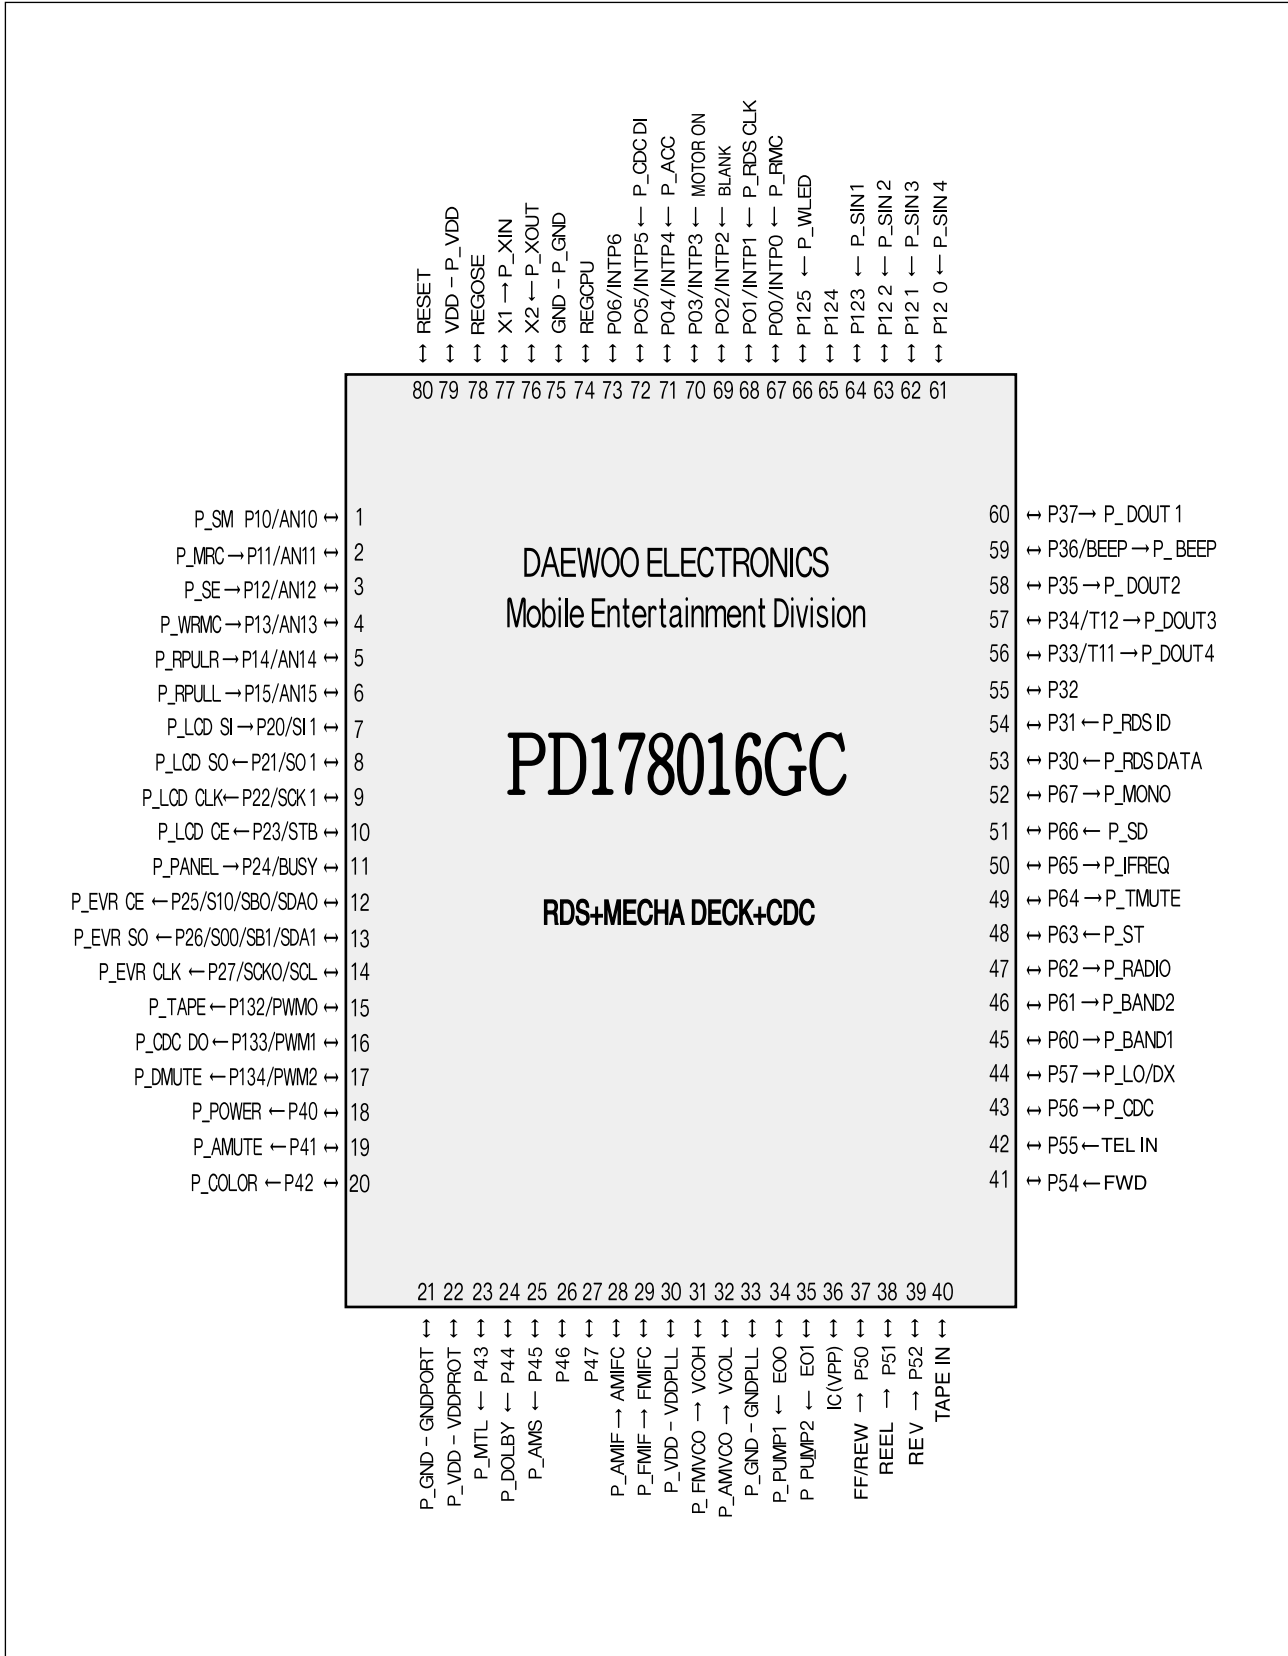 ↔ RESET
↔ VDD – P_VDD
↔ REGOSE
↔ X1 → P_XIN
↔ X2 ← P_XOUT
↔ GND – P_GND
↔ REGCPU
↔ P06/INTP6
↔ PO5/INTP5 ← P_CDC DI
↔ P04/INTP4 ← P_ACC
↔ P03/INTP3 ← MOTOR ON
↔ PO2/INTP2 ← BLANK
↔ PO1/INTP1 ← P_RDS CLK
↔ P00/INTP0 ← P_RMC
↔ P125 ← P_WLED
↔ P124
↔ P123 ← P_SIN1
↔ P12 2 ← P_SIN 2
↔ P12 1 ← P_SIN 3
↔ P12 0 ← P_SIN 4
80 79 78 77 76 75 74 73 72 71 70 69 68 67 66 65 64 63 62 61
P_SM P10/AN10 ↔ 1
P_MRC → P11/AN11 ↔ 2
P_SE → P12/AN12 ↔ 3
P_WRMC → P13/AN13 ↔ 4
P_RPULR → P14/AN14 ↔ 5
P_RPULL → P15/AN15 ↔ 6
P_LCD SI → P20/SI 1 ↔ 7
P_LCD SO ← P21/SO 1 ↔ 8
P_LCD CLK ← P22/SCK 1 ↔ 9
P_LCD CE ← P23/STB ↔ 10
P_PANEL → P24/BUSY ↔ 11
P_EVR CE ← P25/S10/SBO/SDAO ↔ 12
P_EVR SO ← P26/S00/SB1/SDA1 ↔ 13
P_EVR CLK ← P27/SCKO/SCL ↔ 14
P_TAPE ← P132/PWMO ↔ 15
P_CDC DO ← P133/PWM1 ↔ 16
P_DMUTE ← P134/PWM2 ↔ 17
P_POWER ← P40 ↔ 18
P_AMUTE ← P41 ↔ 19
P_COLOR ← P42 ↔ 20
DAEWOO ELECTRONICS
Mobile Entertainment Division
PD178016GC
RDS+MECHA DECK+CDC
60 ↔ P37 → P_ DOUT 1
59 ↔ P36/BEEP → P_ BEEP
58 ↔ P35 → P_ DOUT2
57 ↔ P34/T12 → P_DOUT3
56 ↔ P33/T11 → P_DOUT4
55 ↔ P32
54 ↔ P31 ← P_RDS ID
53 ↔ P30 ← P_RDS DATA
52 ↔ P67 → P_MONO
51 ↔ P66 ← P_SD
50 ↔ P65 → P_IFREQ
49 ↔ P64 → P_TMUTE
48 ↔ P63 ← P_ST
47 ↔ P62 → P_RADIO
46 ↔ P61 → P_BAND2
45 ↔ P60 → P_BAND1
44 ↔ P57 → P_LO/DX
43 ↔ P56 → P_CDC
42 ↔ P55 ← TEL IN
41 ↔ P54 ← FWD
21 22 23 24 25 26 27 28 29 30 31 32 33 34 35 36 37 38 39 40
P_GND – GNDPORT ↔
P_VDD – VDDPROT ↔
P_MTL ← P43 ↔
P_DOLBY ← P44 ↔
P_AMS ← P45 ↔
P46 ↔
P47 ↔
P_AMIF → AMIFC ↔
P_FMIF → FMIFC ↔
P_VDD – VDDPLL ↔
P_FMVCO → VCOH ↔
P_AMVCO → VCOL ↔
P_GND – GNDPLL ↔
P_PUMP1 ← EO0 ↔
P PUMP2 ← EO1 ↔
IC(VPP) ↔
FF/REW → P50 ↔
REEL → P51 ↔
REV → P52 ↔
TAPE IN ↔